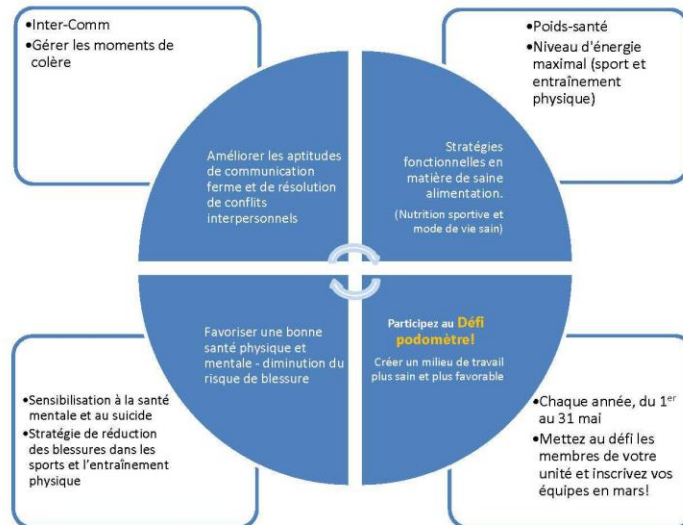 •Inter-Comm
•Gérer les moments de
colère
•Poids-santé
•Niveau d'énergie
maximal (sport et
entraînement
physique)
Améliorer les aptitudes
de communication
ferme et de résolution
de conflits
interpersonnels
Stratégies
fonctionnelles en
matière de saine
alimentation.
(Nutrition sportive et
mode de vie sain)
Favoriser une bonne
santé physique et
mentale - diminution du
risque de blessure
Participez au Défi
podomètre!
Créer un milieu de travail
plus sain et plus favorable
•Sensibilisation à la santé
mentale et au suicide
•Stratégie de réduction
des blessures dans les
sports et l'entraînement
physique
•Chaque année, du 1er
au 31 mai
•Mettez au défi les
membres de votre
unité et inscrivez vos
équipes en mars!